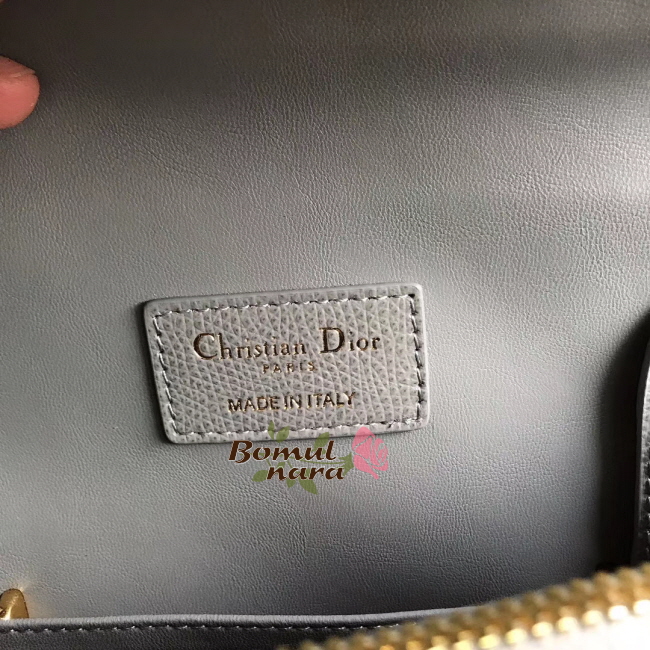 Christian Dior
PARIS
MADE IN ITALY
Bomul
nara